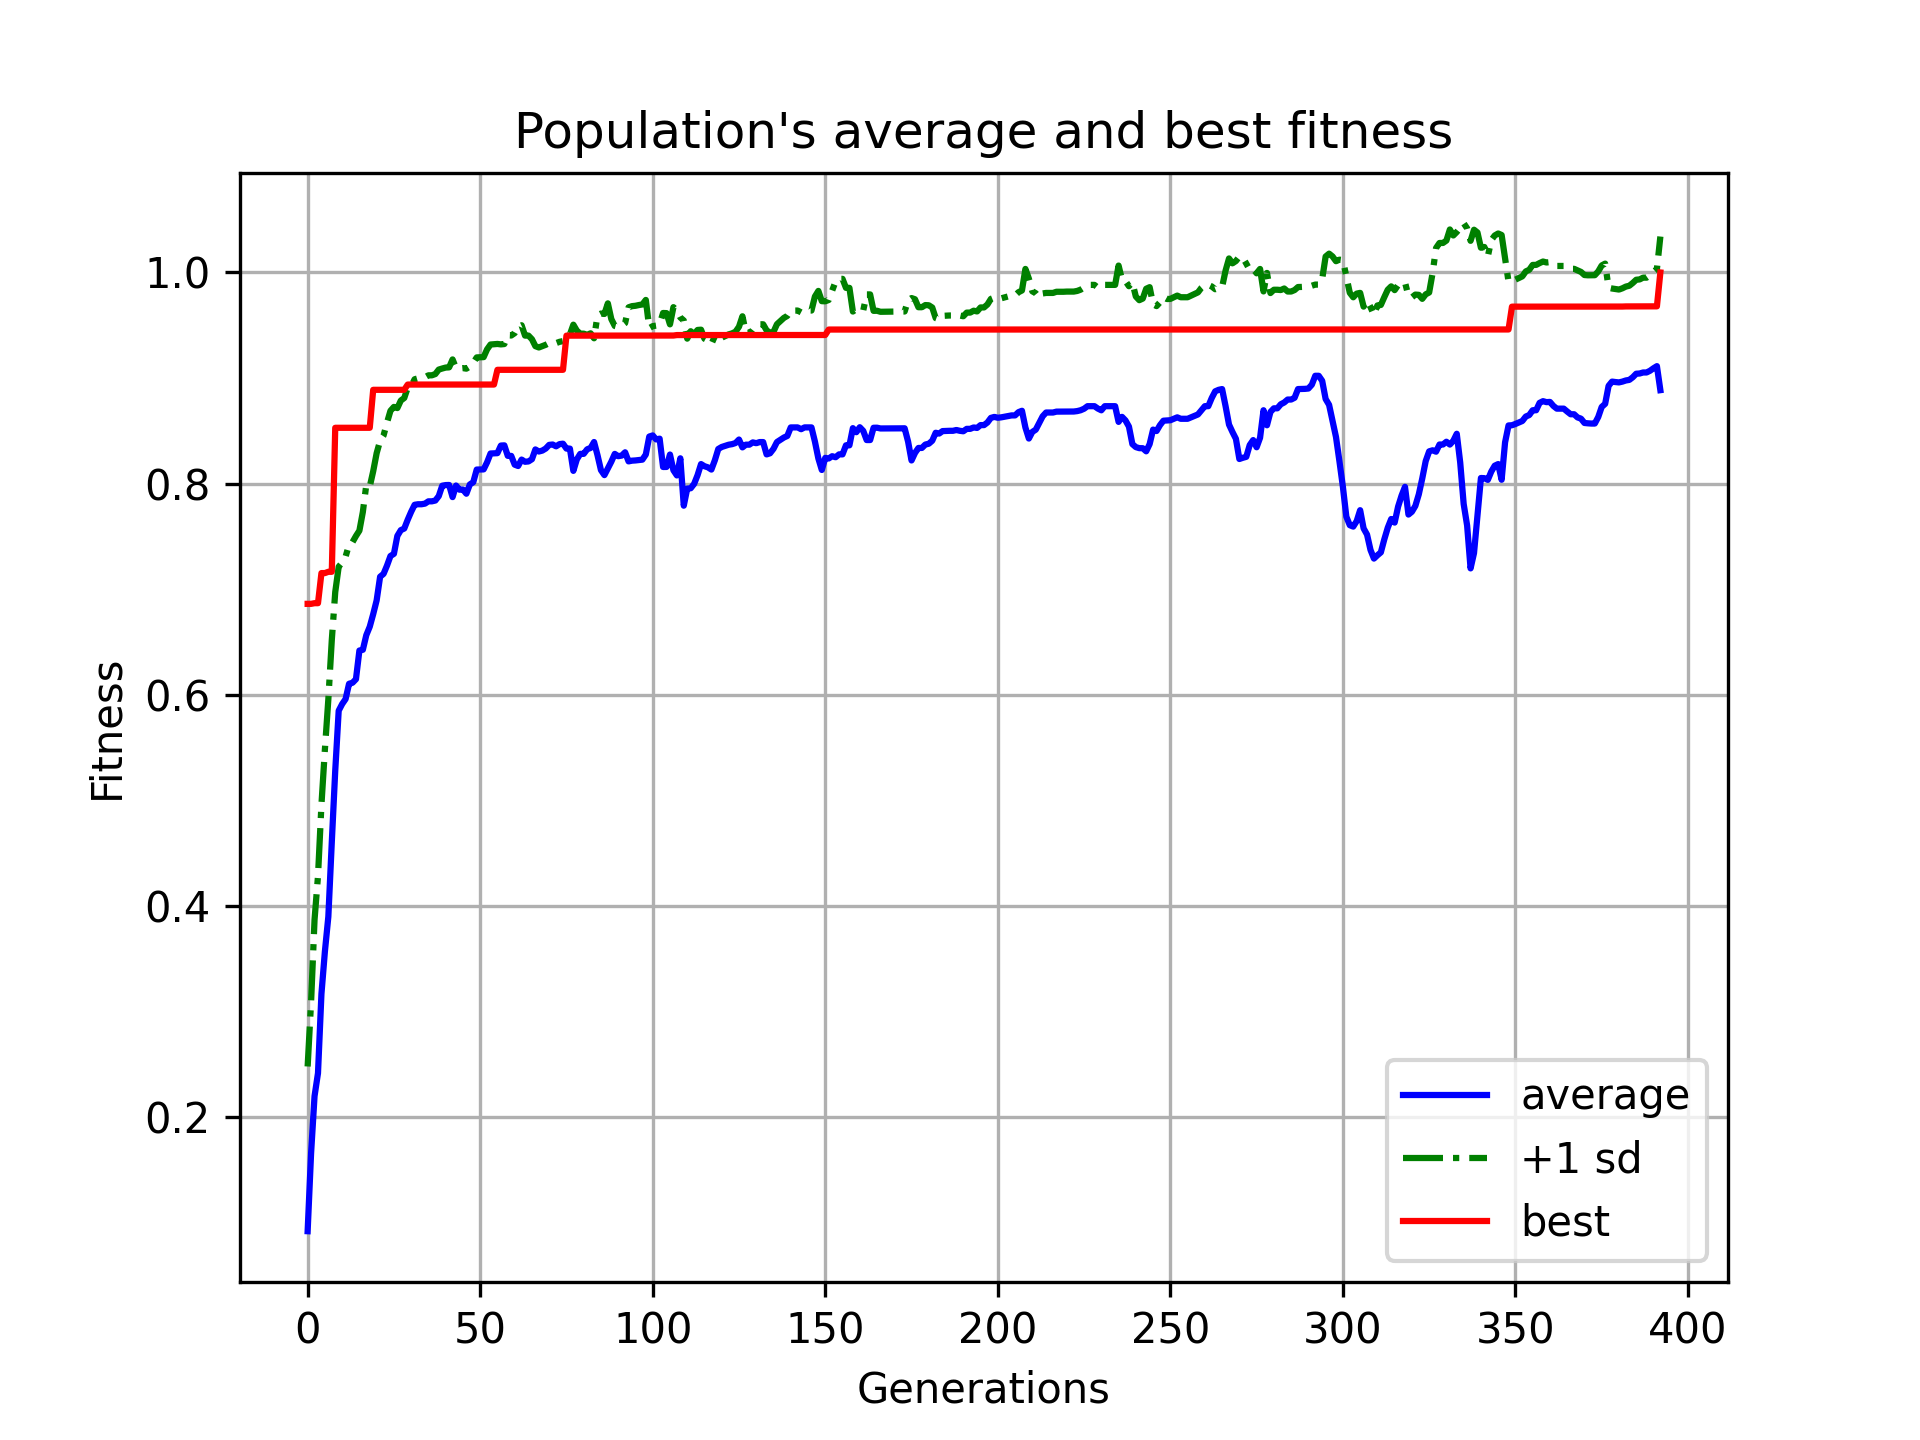 Population's average and best fitness
Fitness
1.0
0.8
0.6
0.4
0.2
0 50 100 150 200 250 300 350 400
Generations
average
+1 sd
best